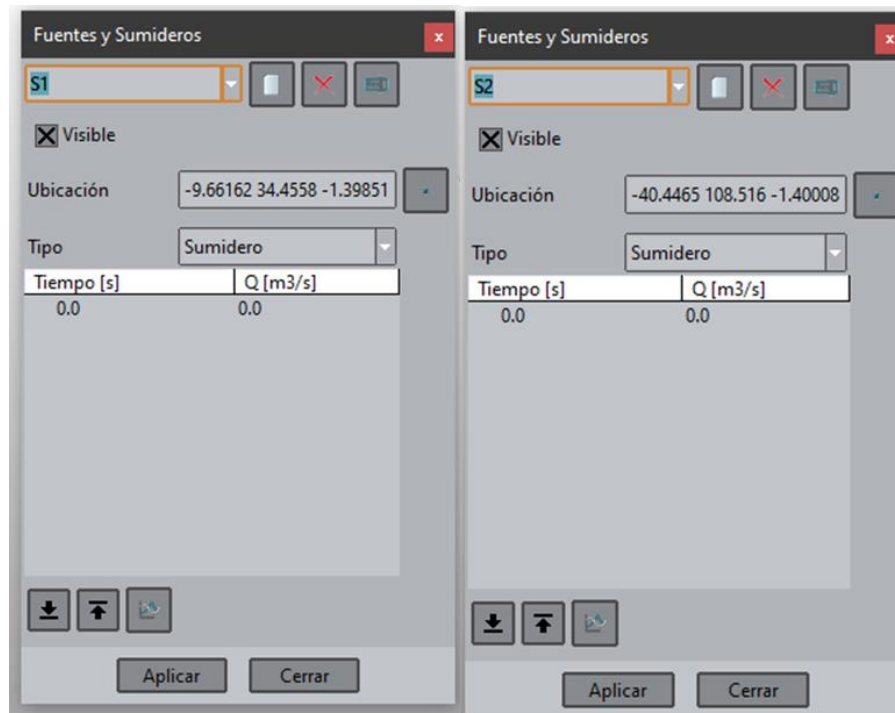 Fuentes y Sumideros
x
S1
Visible
Ubicación -9.66162 34.4558 -1.39851
Tipo Sumidero
Tiempo [s] Q [m3/s]
0.0 0.0
Aplicar Cerrar
Fuentes y Sumideros
x
S2
Visible
Ubicación -40.4465 108.516 -1.40008
Tipo Sumidero
Tiempo [s] Q [m3/s]
0.0 0.0
Aplicar Cerrar